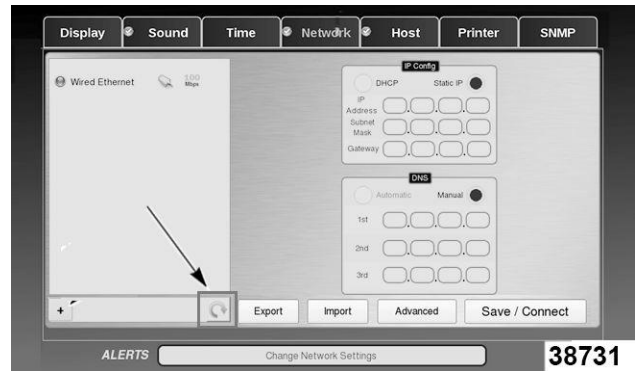 Display Sound Time Network Host Printer SNMP
Wired Ethernet 100 Mbps
IP Config
DHCP Static IP
IP Address
Subnet Mask
Gateway
DNS
Automatic Manual
1st
2nd
3rd
+ Export Import Advanced Save / Connect
ALERTS Change Network Settings
38731